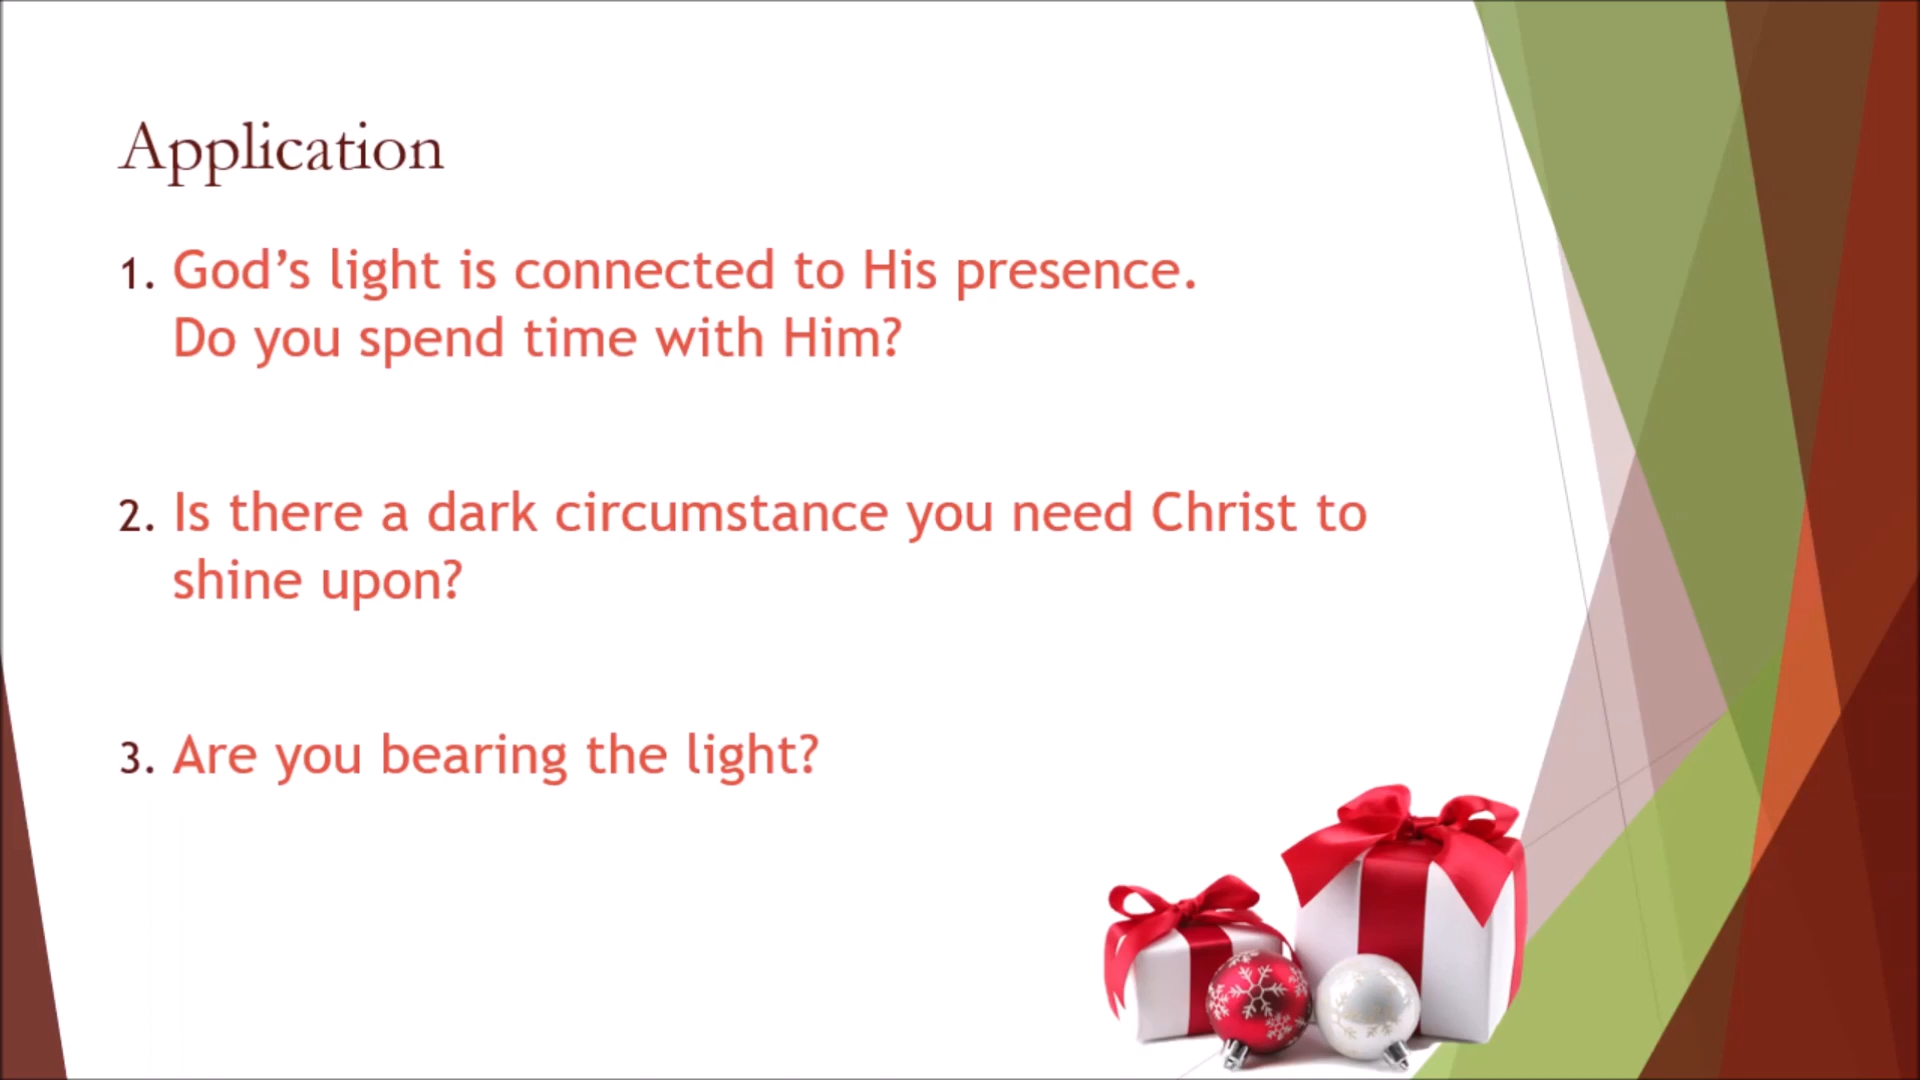 Application
1. God’s light is connected to His presence.
Do you spend time with Him?
2. Is there a dark circumstance you need Christ to
shine upon?
3. Are you bearing the light?